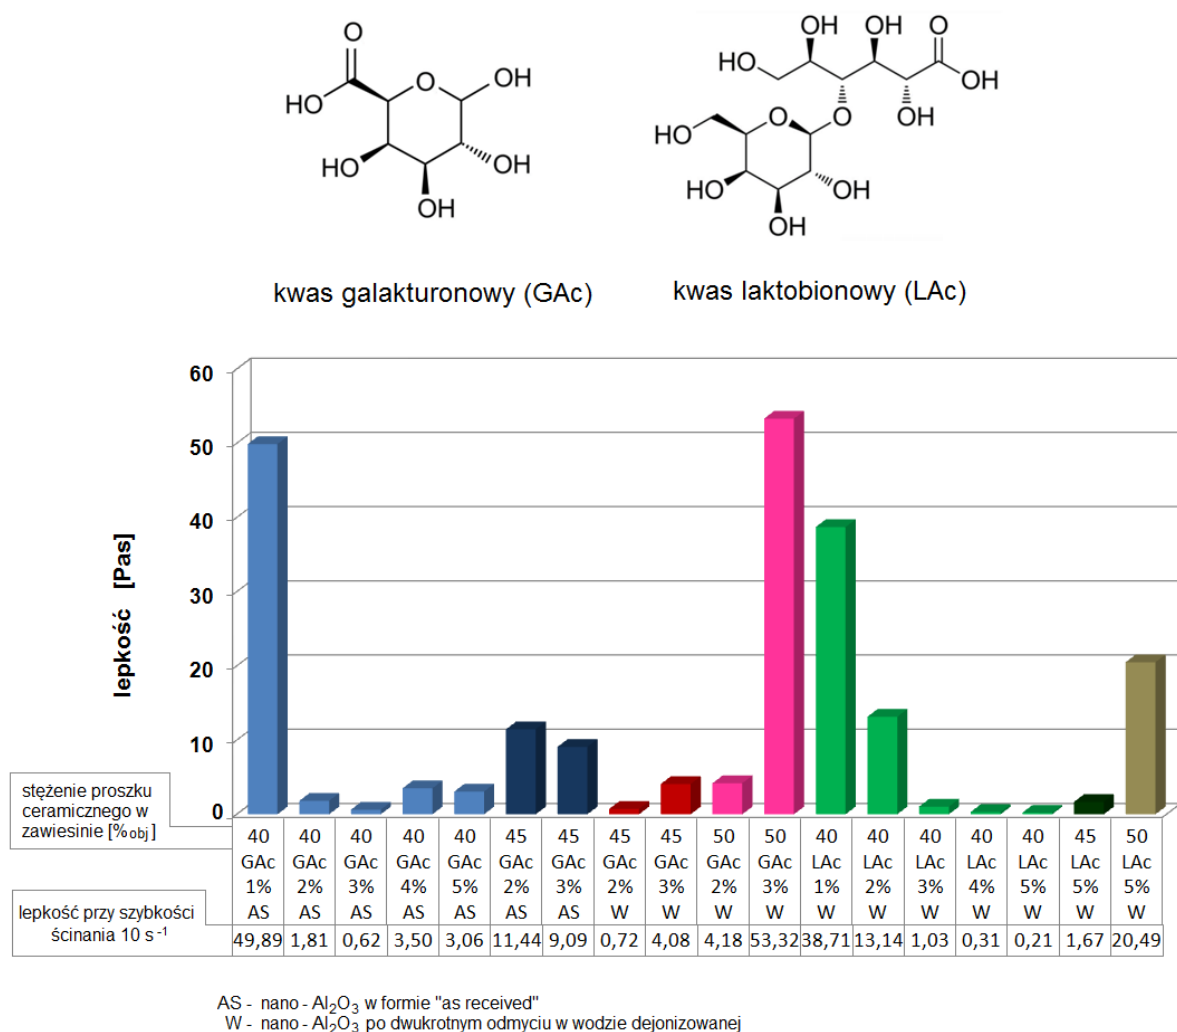 O
HO
O
OH
HO
OH
OH
OH
OH
O
HO
OH
O
OH
HO
O
HO
OH
OH
kwas galakturonowy (GAc)
kwas laktobionowy (LAc)
60
50
40
30
20
10
0
lepkość [Pas]
stężenie proszku
ceramicznego w
zawiesinie [%obj]
40 40 40 40 40 45 45 45 45 50 50 40 40 40 40 40 45 50
GAc GAc GAc GAc GAc GAc GAc GAc GAc GAc GAc LAc LAc LAc LAc LAc LAc LAc
1% 2% 3% 4% 5% 2% 3% 2% 3% 2% 3% 1% 2% 3% 4% 5% 5% 5%
AS AS AS AS AS AS AS W W W W W W W W W W W
lepkość przy szybkości
ścinania 10 s⁻¹
49,89 1,81 0,62 3,50 3,06 11,44 9,09 0,72 4,08 4,18 53,32 38,71 13,14 1,03 0,31 0,21 1,67 20,49
AS - nano - Al₂O₃ w formie "as received"
W - nano - Al₂O₃ po dwukrotnym odmyciu w wodzie dejonizowanej